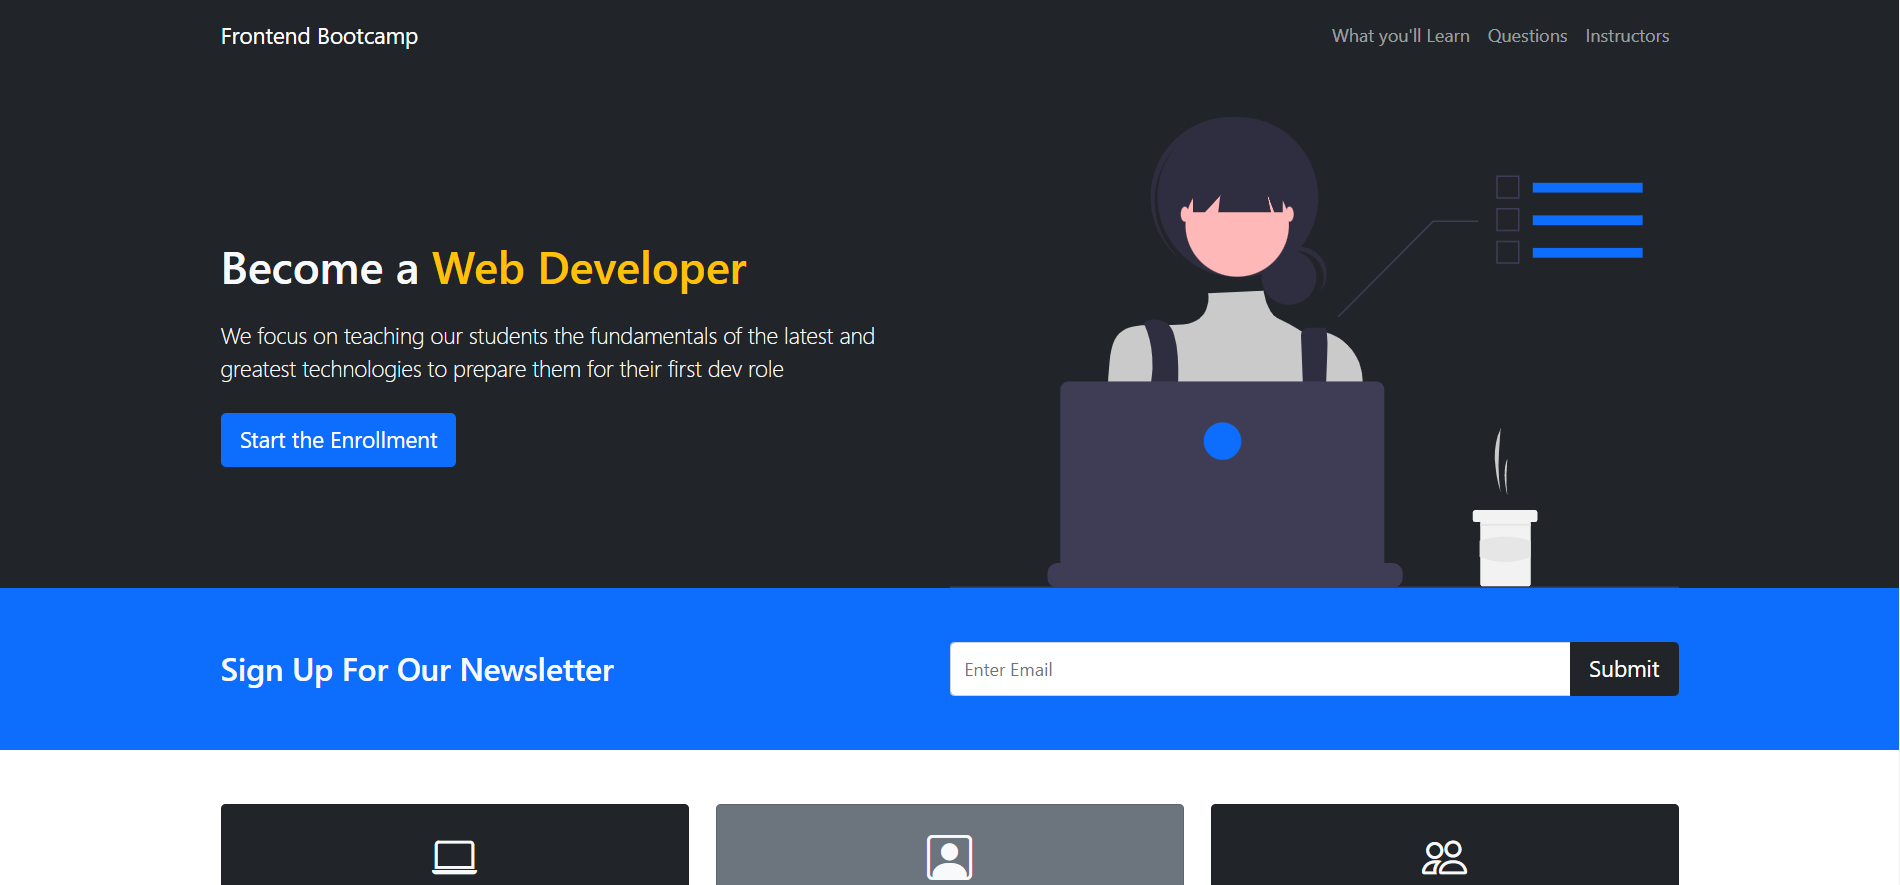 Frontend Bootcamp
What you'll Learn
Questions
Instructors
Become a Web Developer
We focus on teaching our students the fundamentals of the latest and
greatest technologies to prepare them for their first dev role
Start the Enrollment
Sign Up For Our Newsletter
Enter Email
Submit